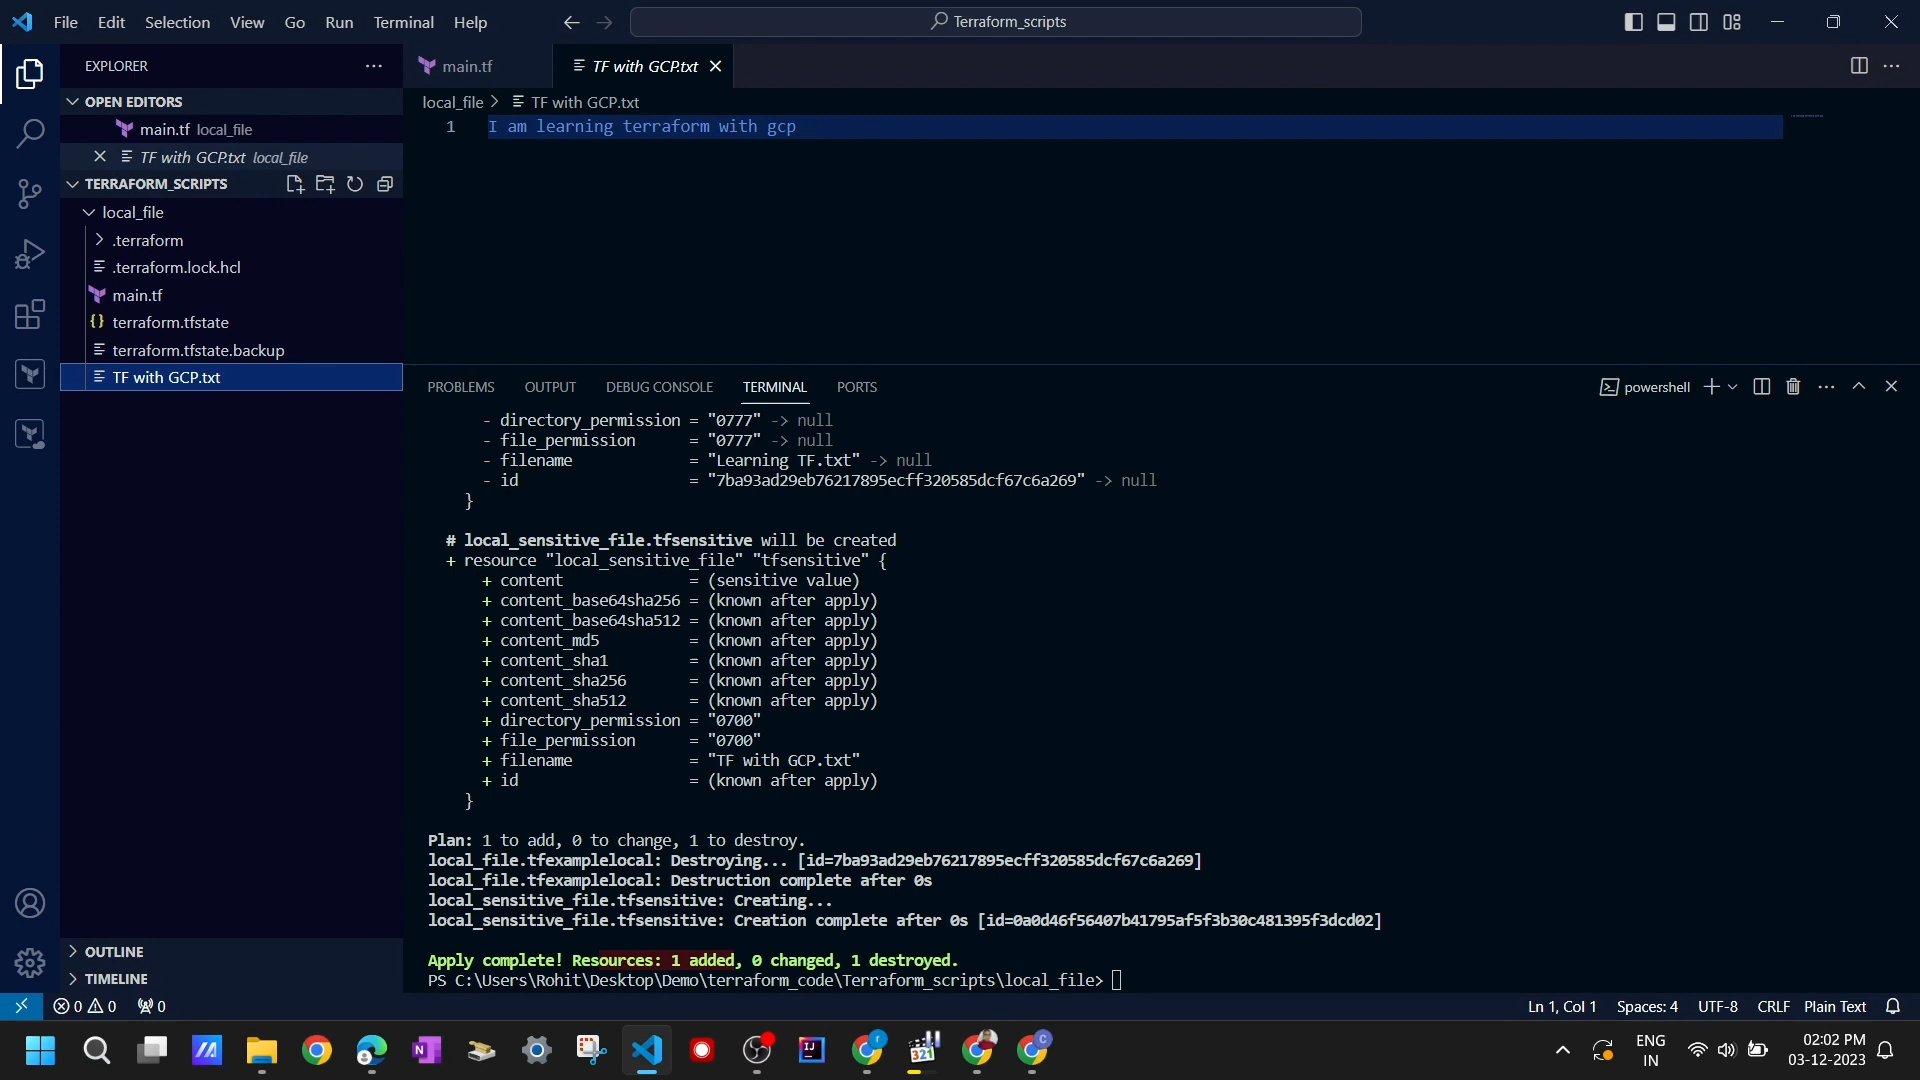 File Edit Selection View Go Run Terminal Help
Terraform_scripts
EXPLORER
OPEN EDITORS
main.tf local_file
TF with GCP.txt local_file
TERRAFORM_SCRIPTS
local_file
.terraform
.terraform.lock.hcl
main.tf
terraform.tfstate
terraform.tfstate.backup
TF with GCP.txt
OUTLINE
TIMELINE
main.tf
TF with GCP.txt
local_file > TF with GCP.txt
1 I am learning terraform with gcp
PROBLEMS OUTPUT DEBUG CONSOLE TERMINAL PORTS
powershell
- directory_permission = "0777" -> null
- file_permission = "0777" -> null
- filename = "Learning TF.txt" -> null
- id = "7ba93ad29eb76217895ecff320585dcf67c6a269" -> null
}
# local_sensitive_file.tfsensitive will be created
+ resource "local_sensitive_file" "tfsensitive" {
+ content = (sensitive value)
+ content_base64sha256 = (known after apply)
+ content_base64sha512 = (known after apply)
+ content_md5 = (known after apply)
+ content_sha1 = (known after apply)
+ content_sha256 = (known after apply)
+ content_sha512 = (known after apply)
+ directory_permission = "0700"
+ file_permission = "0700"
+ filename = "TF with GCP.txt"
+ id = (known after apply)
}
Plan: 1 to add, 0 to change, 1 to destroy.
local_file.tfexamplelocal: Destroying... [id=7ba93ad29eb76217895ecff320585dcf67c6a269]
local_file.tfexamplelocal: Destruction complete after 0s
local_sensitive_file.tfsensitive: Creating...
local_sensitive_file.tfsensitive: Creation complete after 0s [id=0a0d46f56407b41795af5f3b30c481395f3dcd02]
Apply complete! Resources: 1 added, 0 changed, 1 destroyed.
PS C:\Users\Rohit\Desktop\Demo\terraform_code\Terraform_scripts\local_file>
0 0 0
Ln 1, Col 1 Spaces: 4 UTF-8 CRLF Plain Text
ENG
IN
02:02 PM
03-12-2023